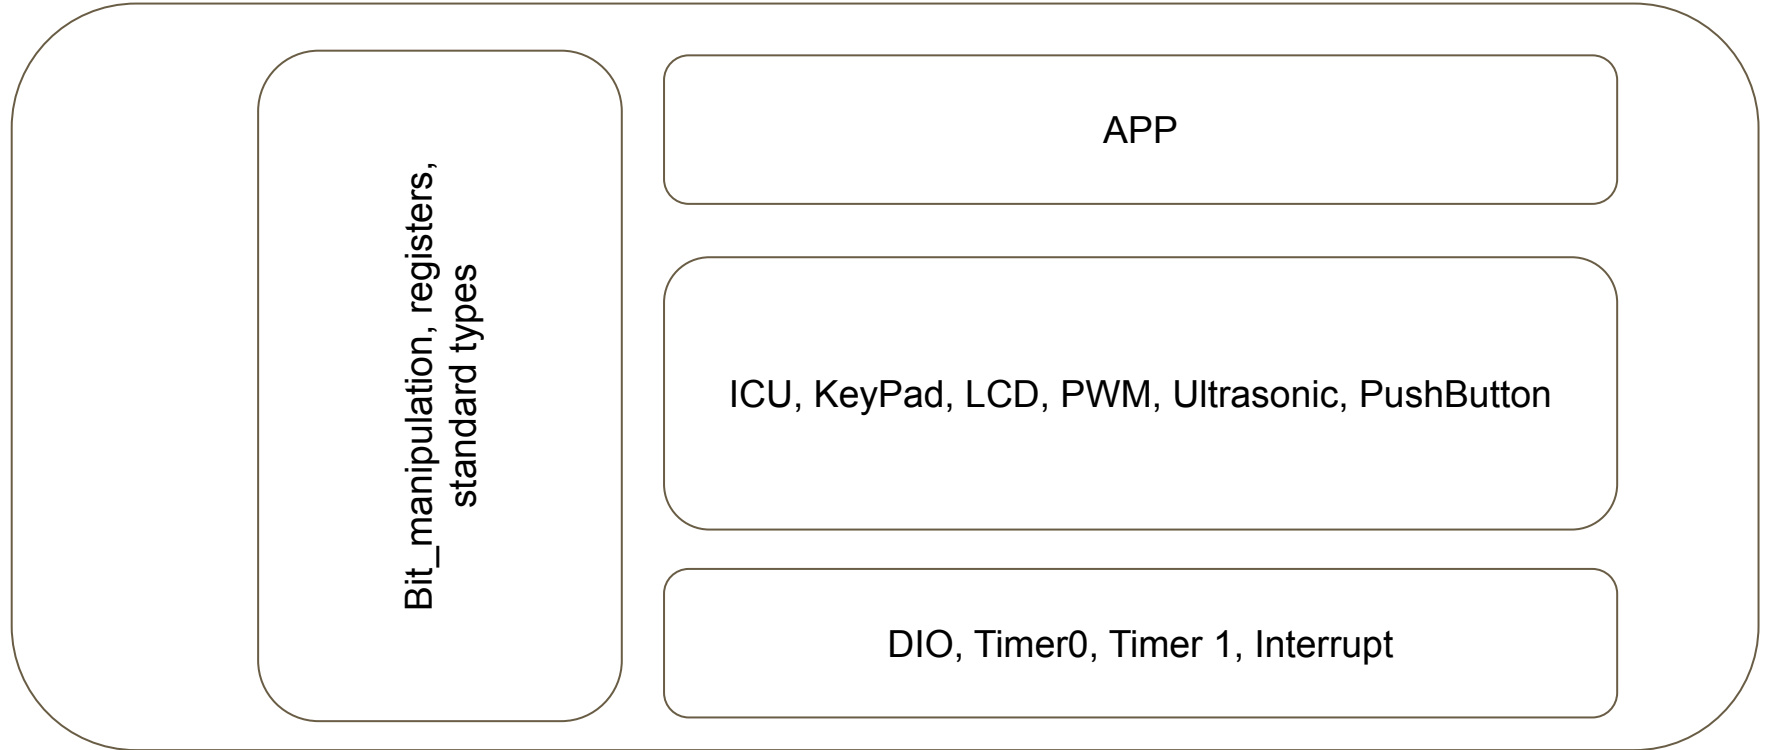 Bit_manipulation, registers,
standard types
APP
ICU, KeyPad, LCD, PWM, Ultrasonic, PushButton
DIO, Timer0, Timer 1, Interrupt